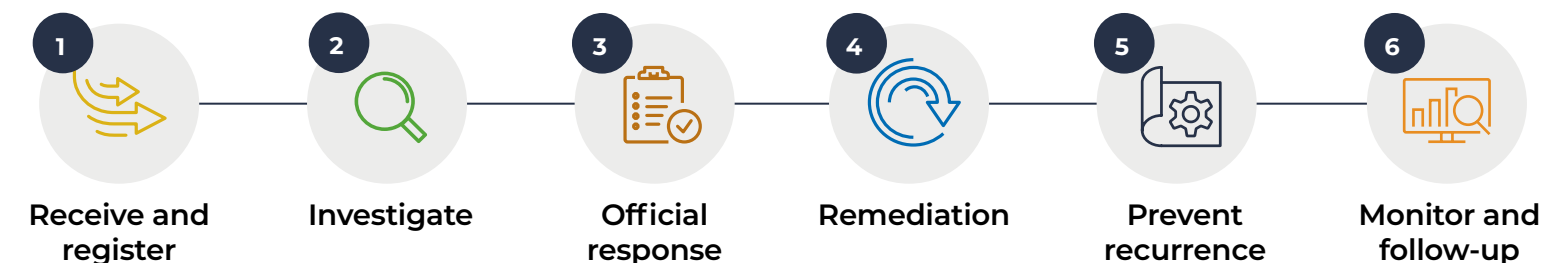 1
Receive and
register
2
Investigate
3
Official
response
4
Remediation
5
Prevent
recurrence
6
Monitor and
follow-up